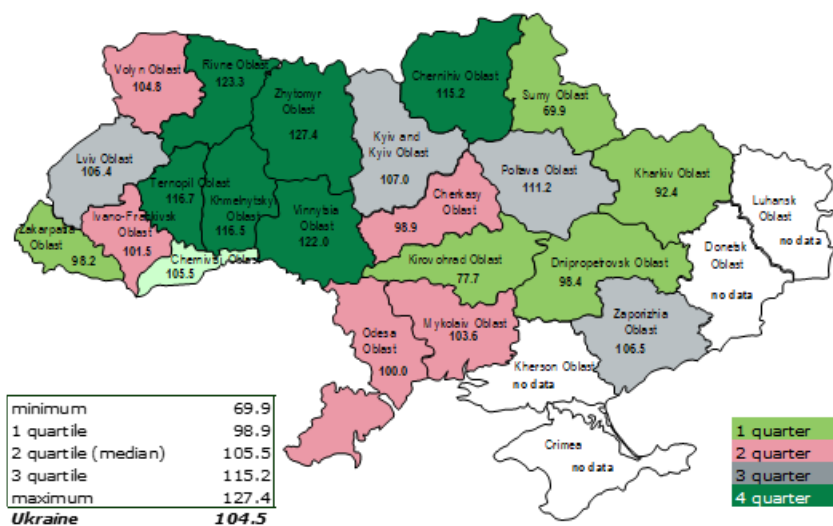 Volyn Oblast
104.8
Rivne Oblast
123.3
Zhytomyr
Oblast
127.4
Kyiv and
Kyiv Oblast
107.0
Chernihiv Oblast
115.2
Sumy Oblast
69.9
Lviv Oblast
106.4
Ternopil Oblast
116.7
Khmelnytsky
Oblast
116.5
Vinnytsia
Oblast
122.0
Cherkasy
Oblast
98.9
Poltava Oblast
111.2
Kharkiv Oblast
92.4
Luhansk
Oblast
no data
Zakarpattia
Oblast
98.2
Ivano-Frankivsk
Oblast
101.5
Chernivtsi Oblast
105.5
Kirovohrad Oblast
77.7
Dnipropetrovsk Oblast
98.4
Donetsk
Oblast
no data
Odesa
Oblast
100.0
Mykolaiv Oblast
103.6
Zaporizhia
Oblast
106.5
Kherson Oblast
no data
Crimea
no data
minimum 69.9
1 quartile 98.9
2 quartile (median) 105.5
3 quartile 115.2
maximum 127.4
Ukraine 104.5
1 quarter
2 quarter
3 quarter
4 quarter